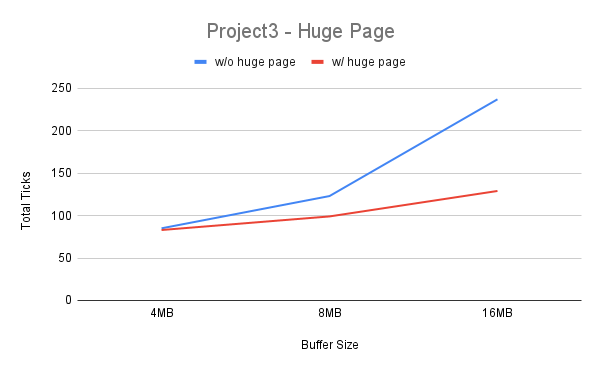 Project3 - Huge Page
w/o huge page w/ huge page
250
200
150
100
50
0
Total Ticks
4MB 8MB 16MB
Buffer Size